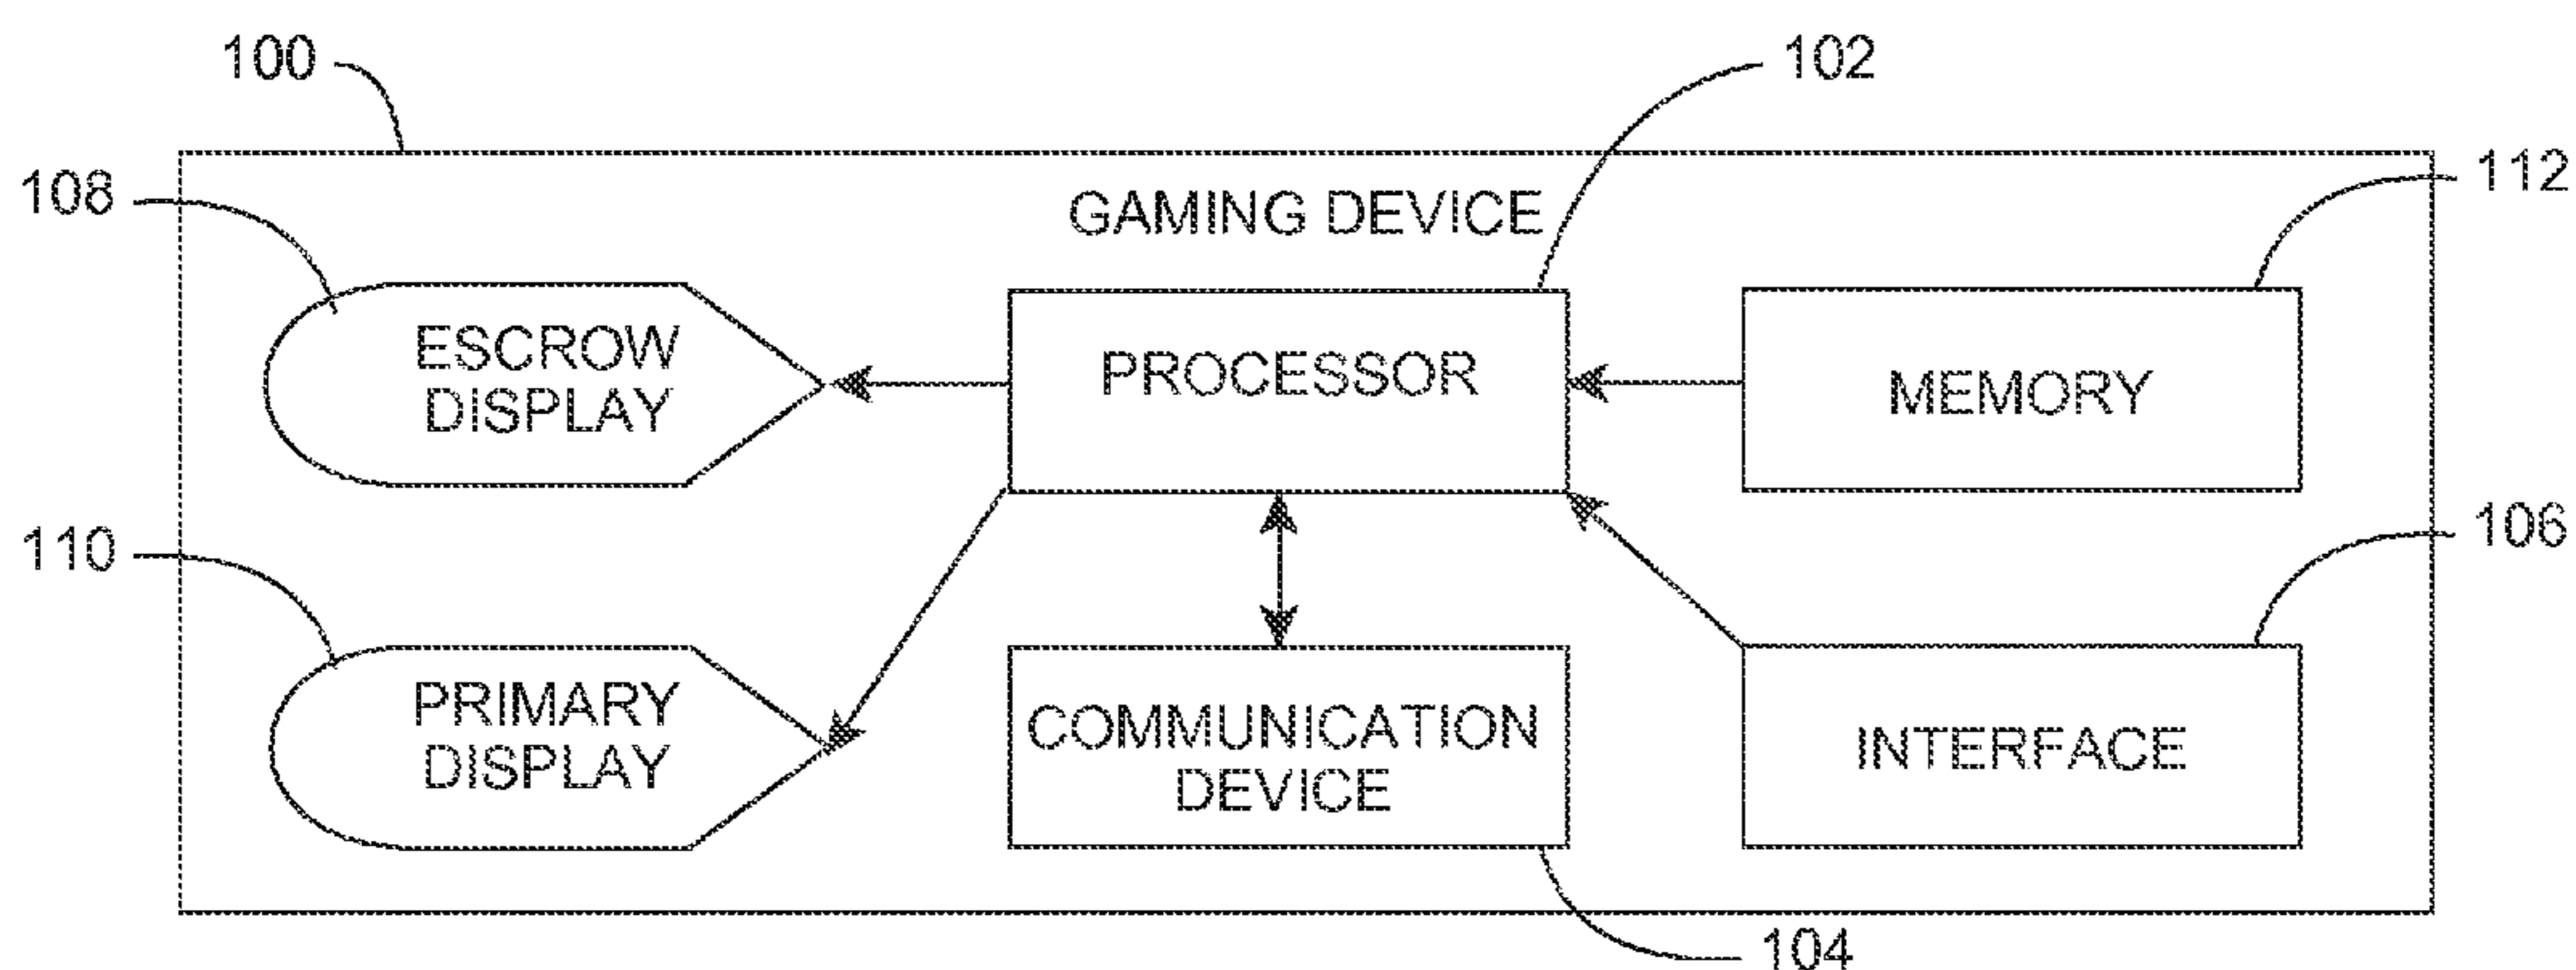 100
102
108
GAMING DEVICE
112
ESCROW
DISPLAY
PROCESSOR
MEMORY
110
106
PRIMARY
DISPLAY
COMMUNICATION
DEVICE
INTERFACE
104